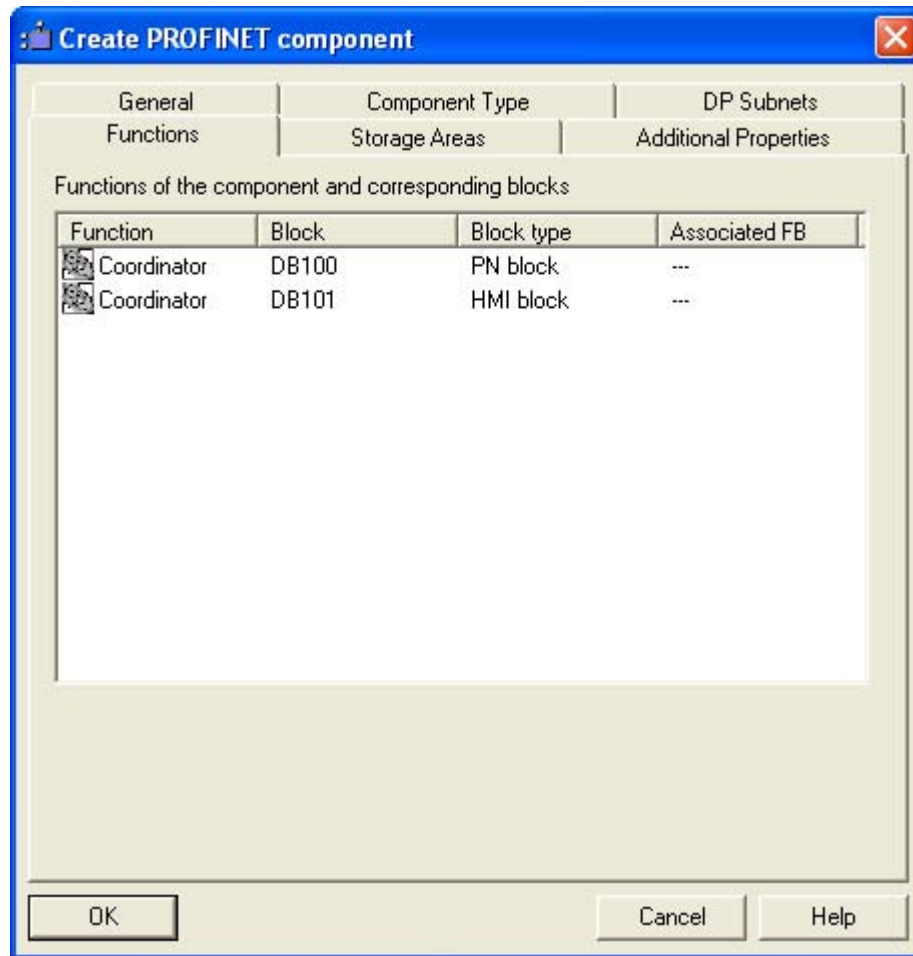 Create PROFINET component
General Component Type DP Subnets
Functions Storage Areas Additional Properties
Functions of the component and corresponding blocks
Function Block Block type Associated FB
Coordinator DB100 PN block ---
Coordinator DB101 HMI block ---
OK Cancel Help